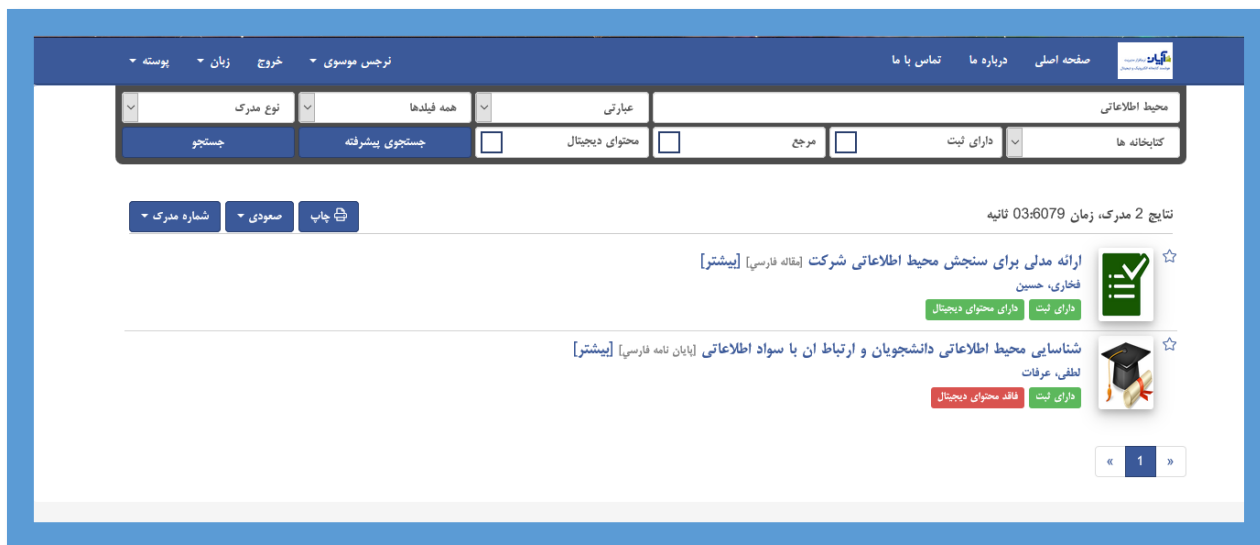 آپان صفحه اصلی درباره ما تماس با ما نرجس موسوی خروج زبان پوسته
محیط اطلاعاتی عبارتی همه فیلدها نوع مدرک
کتابخانه ها دارای ثبت مرجع محتوای دیجیتال جستجوی پیشرفته جستجو
نتایج 2 مدرک، زمان 03:6079 ثانیه چاپ صعودی شماره مدرک
ارائه مدلی برای سنجش محیط اطلاعاتی شرکت [مقاله فارسي] [بیشتر]
فخاری، حسین
دارای ثبت دارای محتوای دیجیتال
شناسایی محیط اطلاعاتی دانشجویان و ارتباط ان با سواد اطلاعاتی [پایان نامه فارسي] [بیشتر]
لطفی، عرفات
دارای ثبت فاقد محتوای دیجیتال
« 1 »